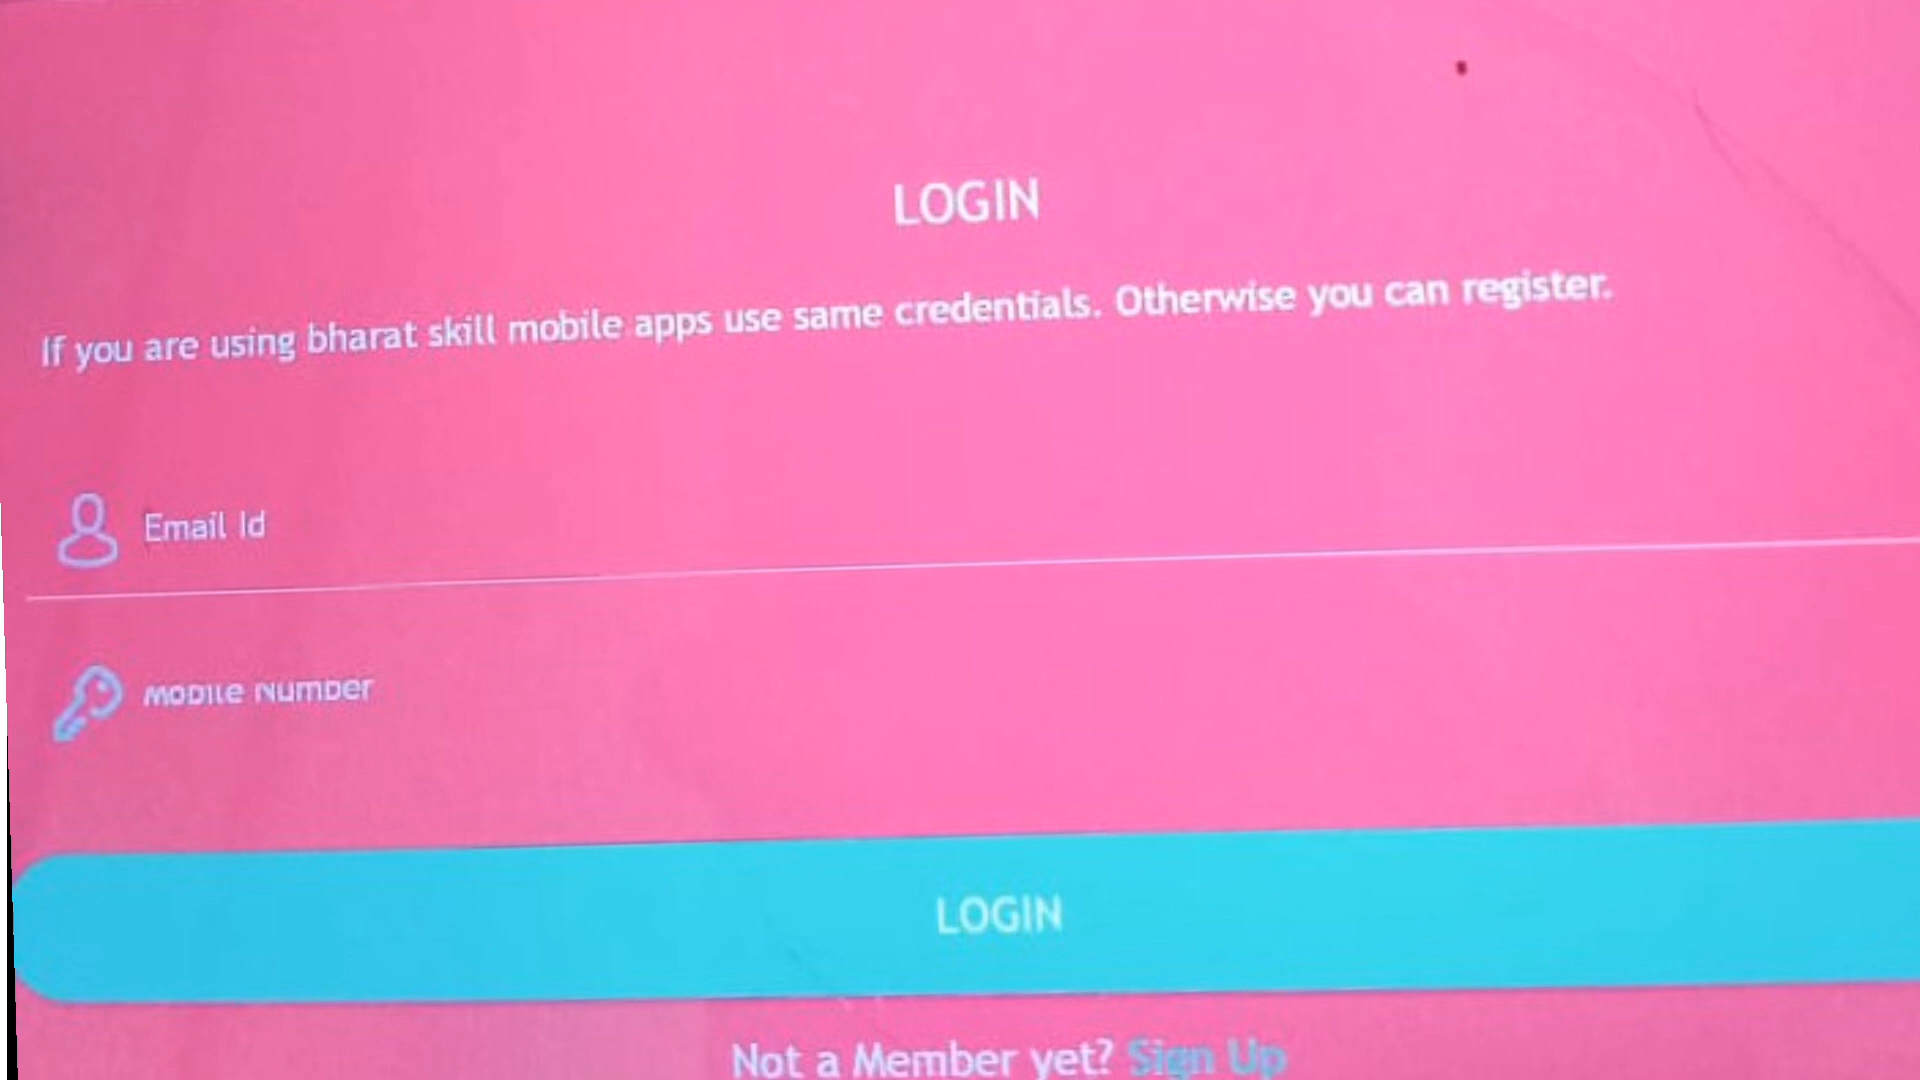 LOGIN
If you are using bharat skill mobile apps use same credentials. Otherwise you can register.
Email Id
Mobile Number
LOGIN
Not a Member yet? Sign Up